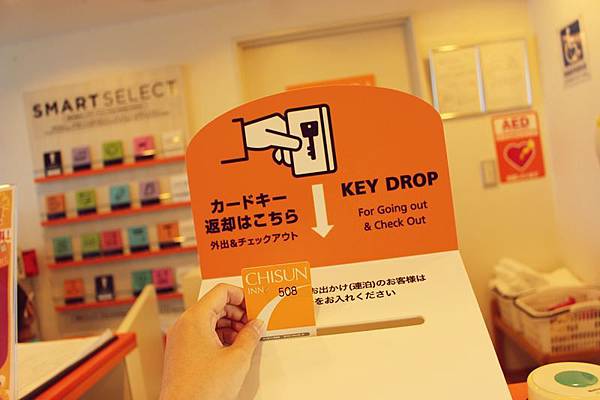 SMARTSELECT
カードキー
返却はこちら
外出&チェックアウト
KEY DROP
For Going out
& Check Out
CHISUN
INN
508
お出かけ(連泊)のお客様は
をお入れください
AED